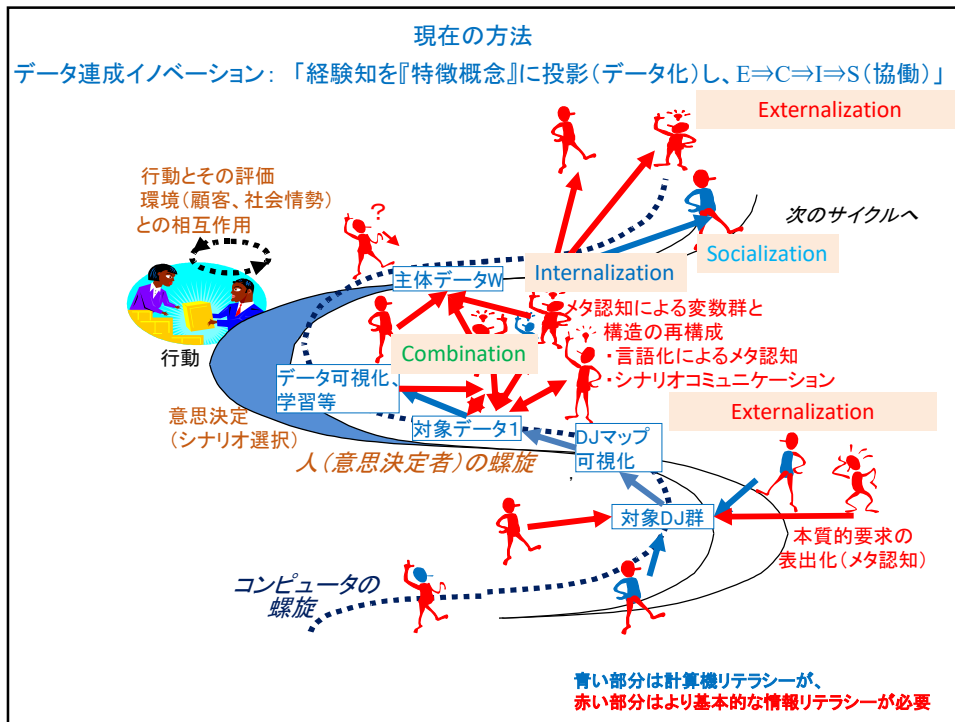 現在の方法
データ連成イノベーション： 「経験知を『特徴概念』に投影（データ化）し、E⇒C⇒I⇒S（協働）」
Externalization
行動とその評価
環境（顧客、社会情勢）
との相互作用
?
次のサイクルへ
Socialization
Internalization
主体データW
メタ認知による変数群と
構造の再構成
・言語化によるメタ認知
・シナリオコミュニケーション
Combination
行動
データ可視化、
学習等
Externalization
意思決定
（シナリオ選択）
対象データ1
DJマップ
可視化
人（意思決定者）の螺旋
対象DJ群
本質的要求の
表出化（メタ認知）
コンピュータの
螺旋
青い部分は計算機リテラシーが、
赤い部分はより基本的な情報リテラシーが必要